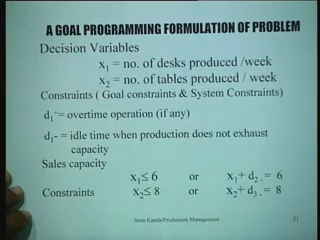 A GOAL PROGRAMMING FORMULATION OF PROBLEM
Decision Variables
x₁ = no. of desks produced /week
x₂ = no. of tables produced / week
Constraints ( Goal constraints & System Constraints)
d₁⁺= overtime operation (if any)
d₁- = idle time when production does not exhaust
capacity
Sales capacity
x₁≤ 6 or x₁+ d₂ - = 6
Constraints x₂≤ 8 or x₂+ d₃ - = 8
Arun Kanda/Production Management 21